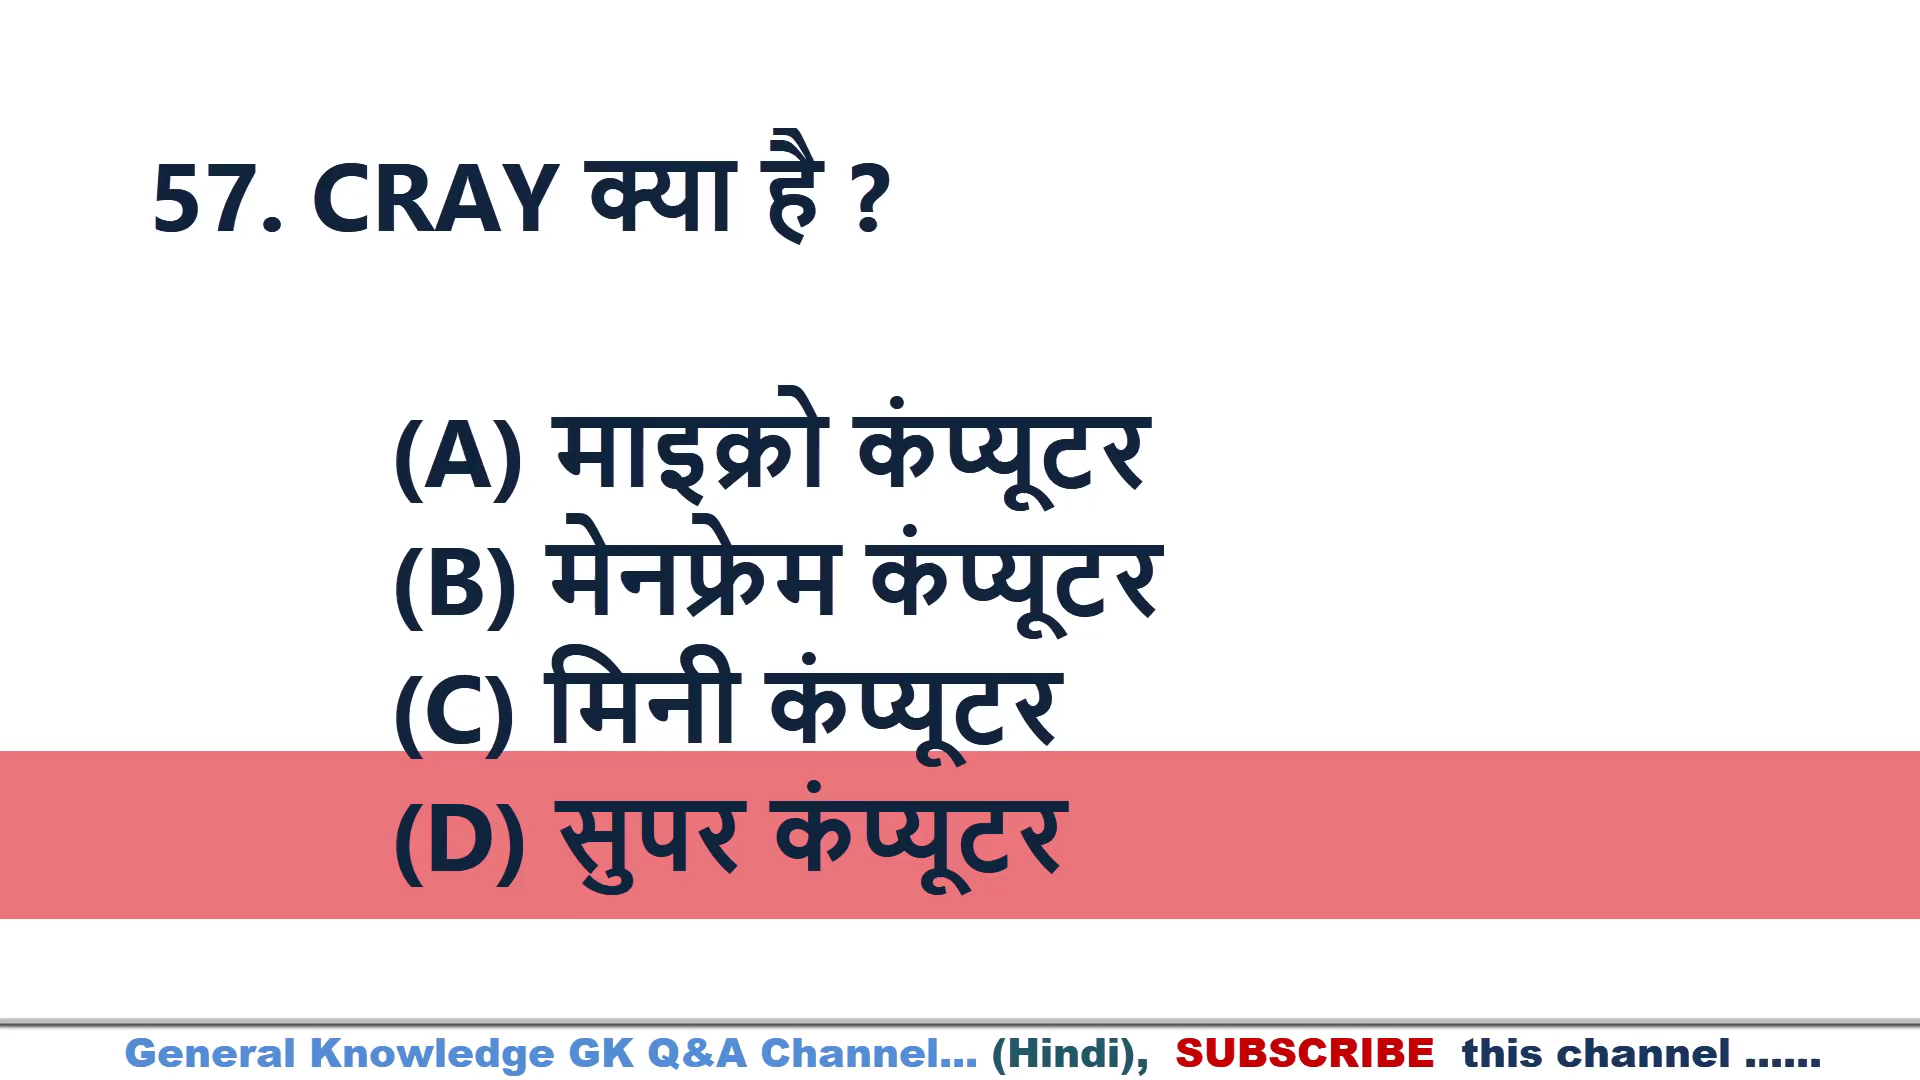 57. CRAY क्या है ?
(A) माइक्रो कंप्यूटर
(B) मेनफ्रेम कंप्यूटर
(C) मिनी कंप्यूटर
(D) सुपर कंप्यूटर
General Knowledge GK Q&A Channel... (Hindi), SUBSCRIBE this channel ......